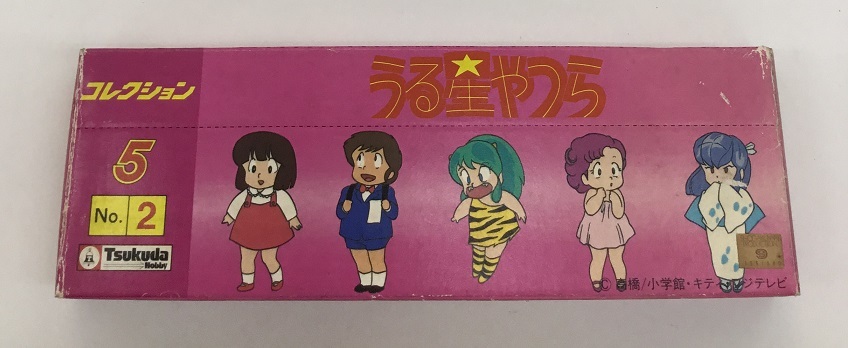 コレクション
うる星やつら
5
No. 2
Tsukuda
Hobby
© 高橋/小学館・キティ・フジテレビ